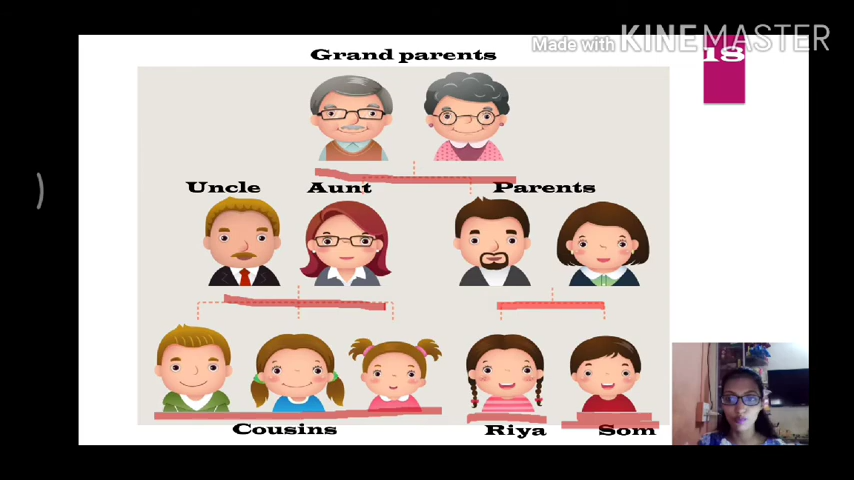 Made with KINEMASTER
18
Grand parents
Uncle Aunt Parents
Cousins Riya Som